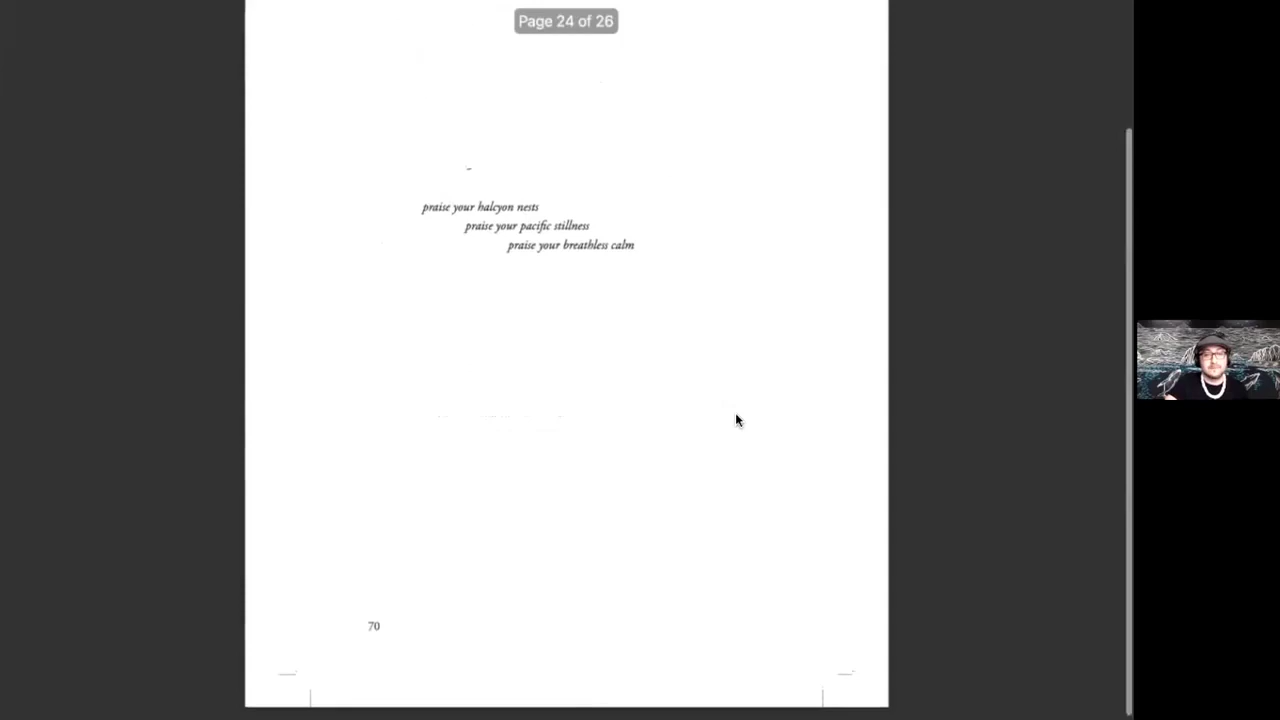 Page 24 of 26
praise your halcyon nests
praise your pacific stillness
praise your breathless calm
70